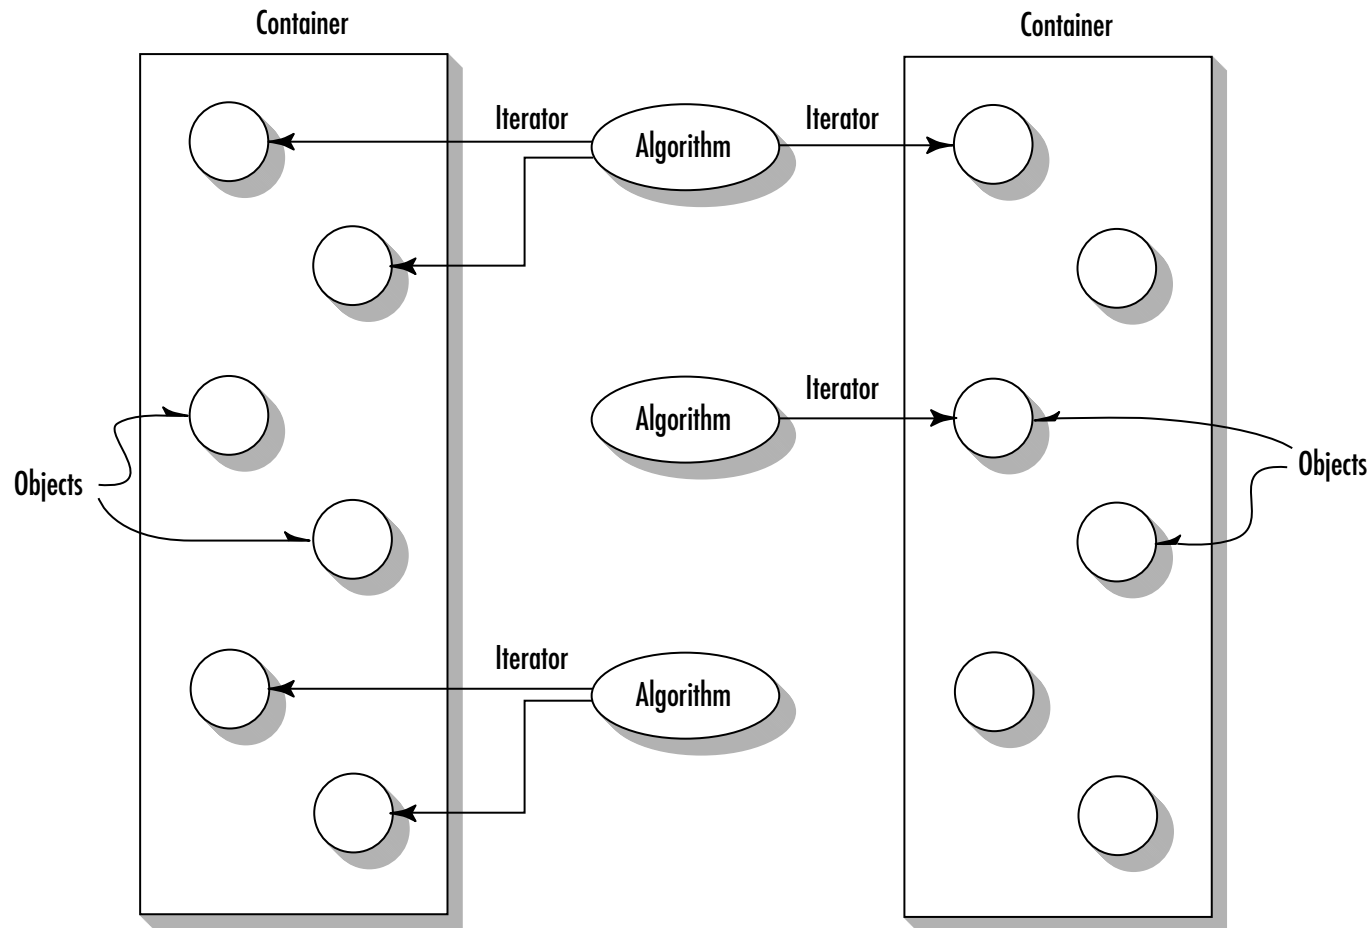 Container
Container
Iterator
Algorithm
Iterator
Algorithm
Iterator
Objects
Objects
Iterator
Algorithm